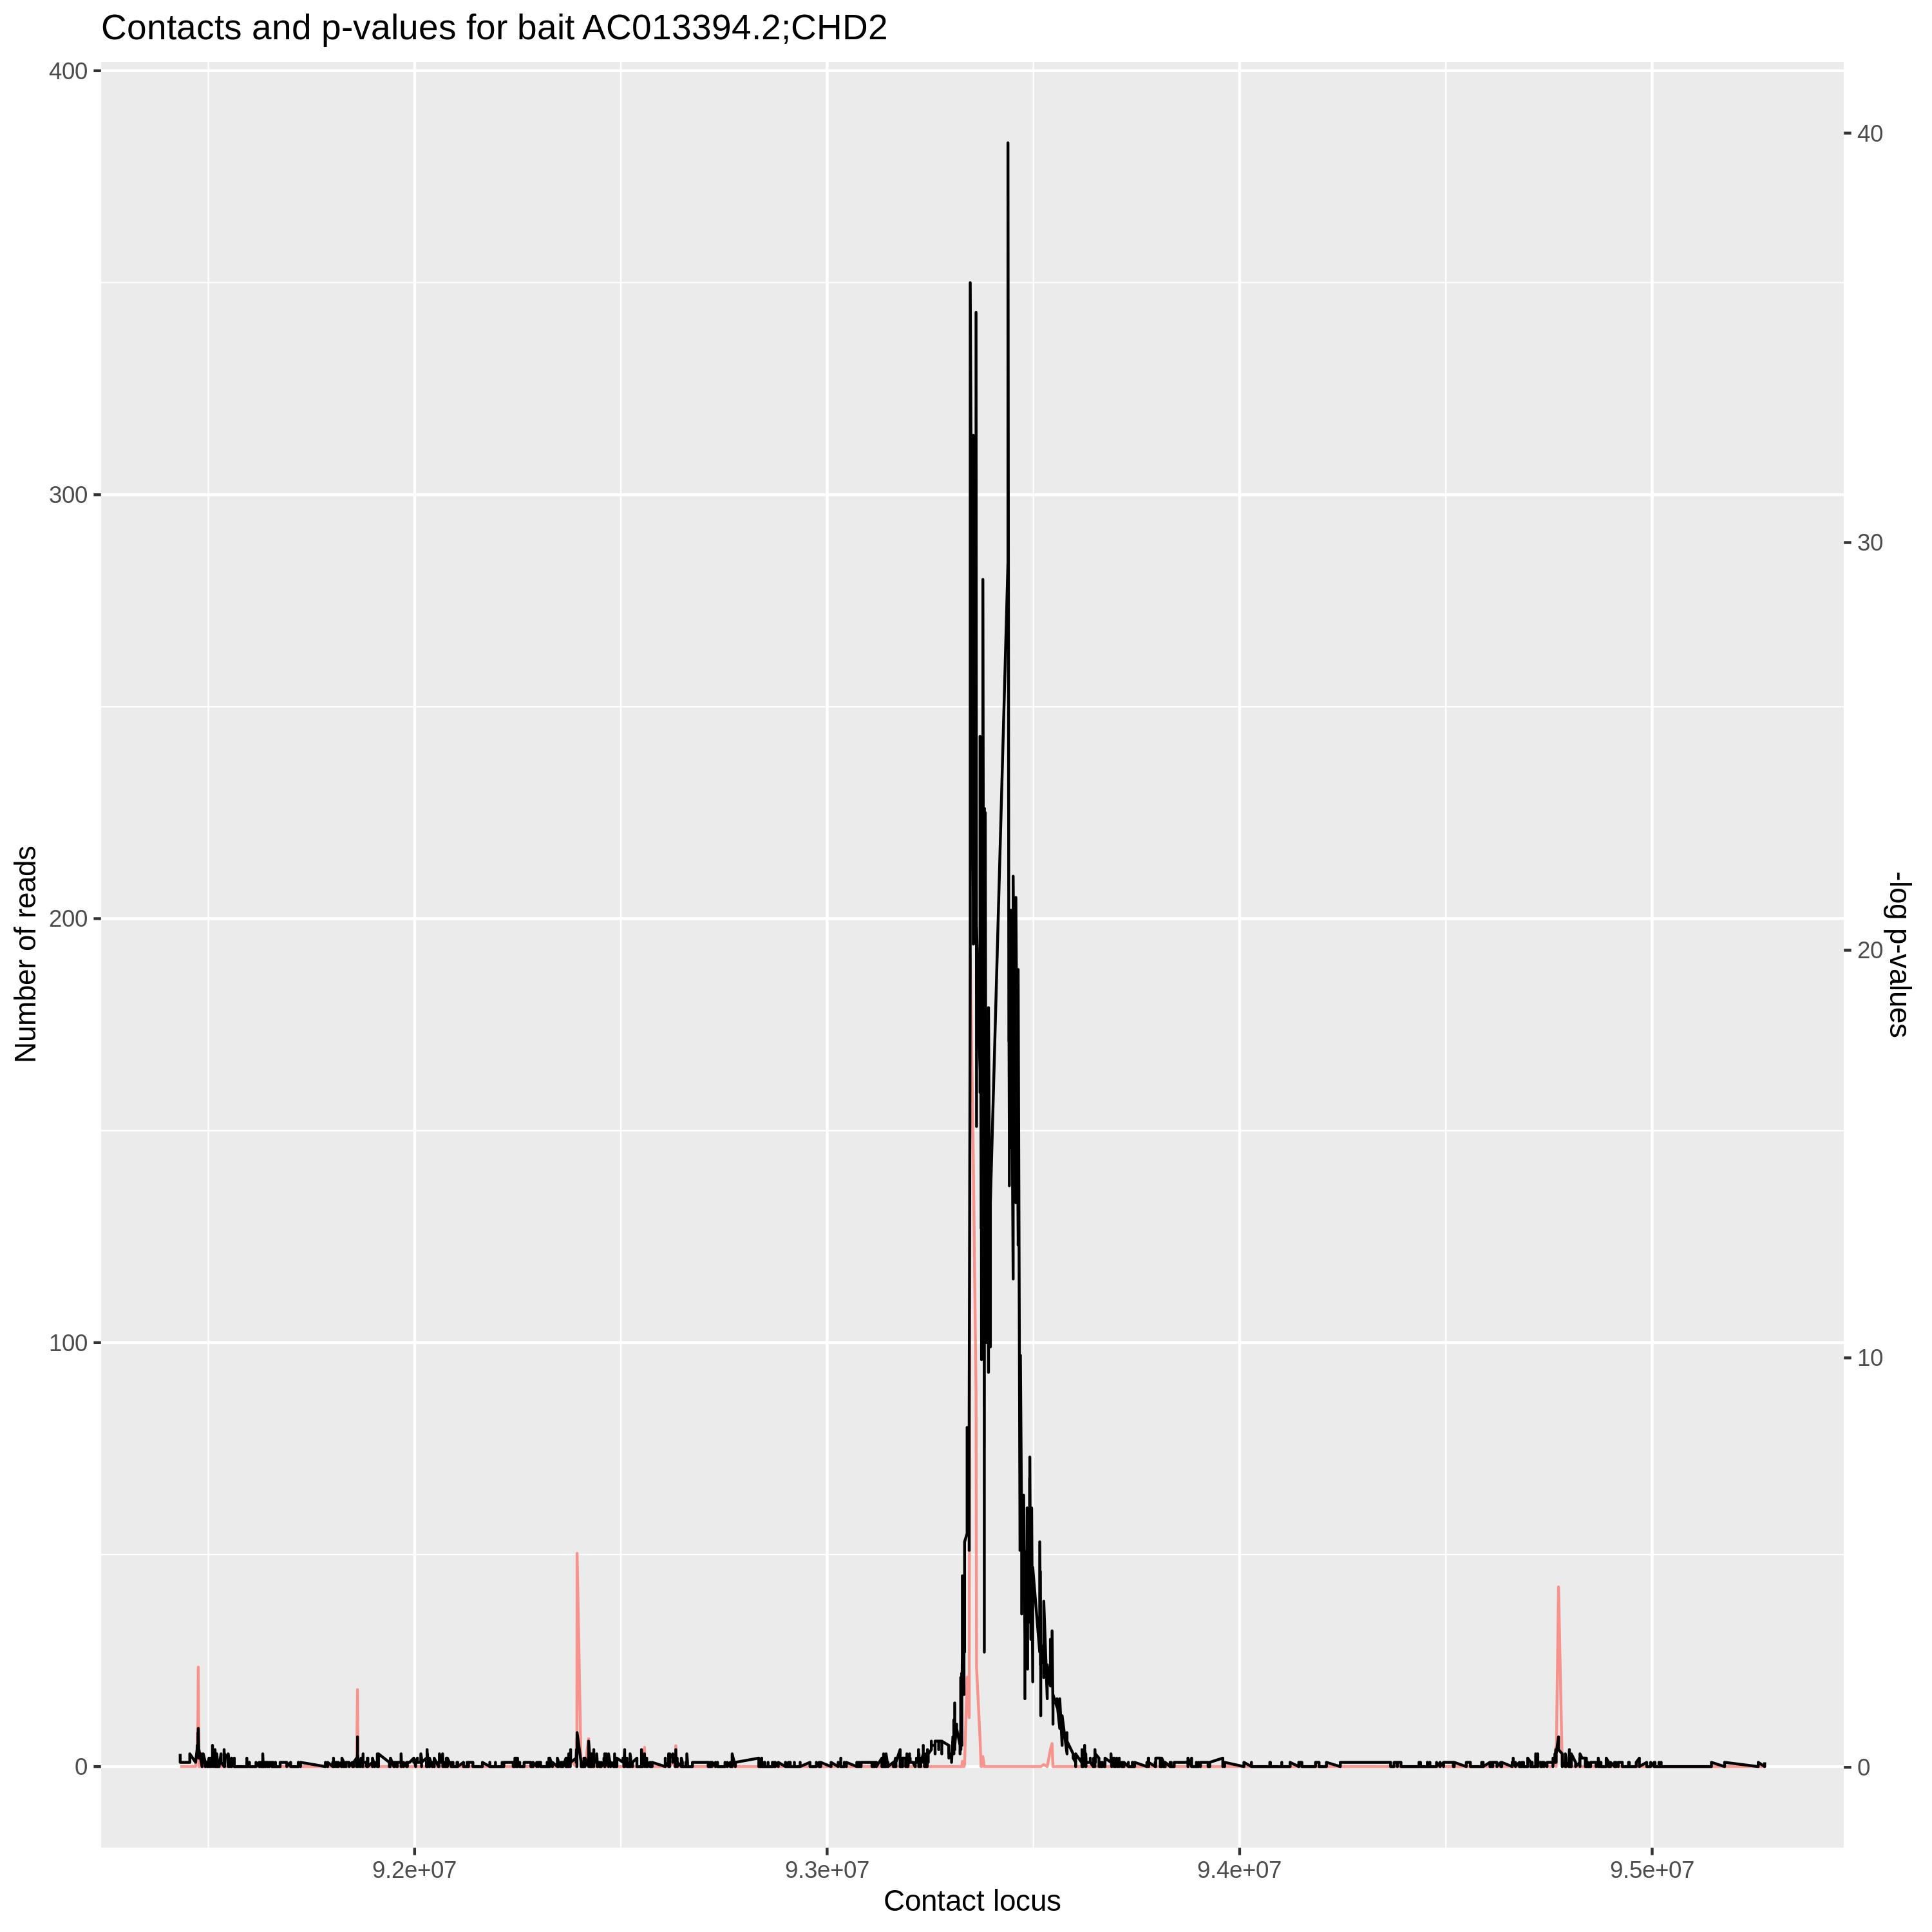 Contacts and p-values for bait AC013394.2;CHD2
400
300
200
100
0
Number of reads
40
30
20
10
0
-log p-values
9.2e+07
9.3e+07
9.4e+07
9.5e+07
Contact locus